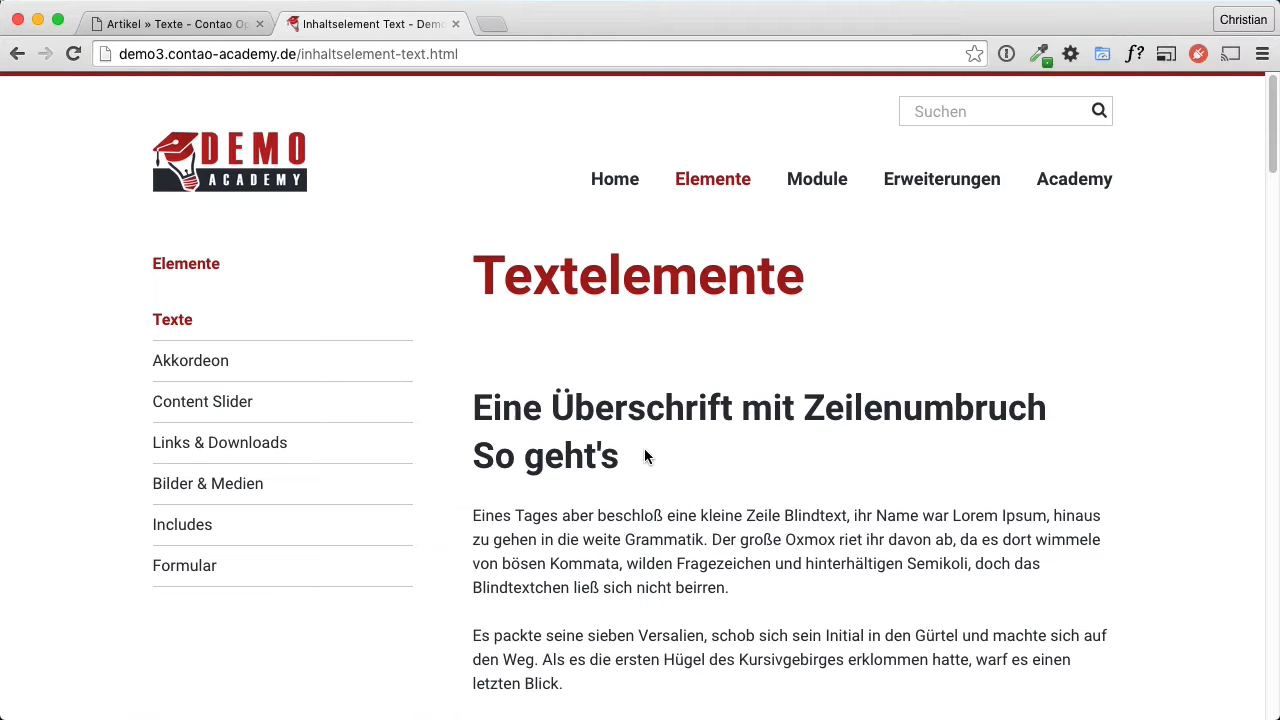 Artikel » Texte - Contao Op
Inhaltselement Text - Demo
Christian
demo3.contao-academy.de/inhaltselement-text.html
f?
Suchen
DEMO
ACADEMY
Home
Elemente
Module
Erweiterungen
Academy
Elemente
Texte
Akkordeon
Content Slider
Links & Downloads
Bilder & Medien
Includes
Formular
Textelemente
Eine Überschrift mit Zeilenumbruch
So geht's
Eines Tages aber beschloß eine kleine Zeile Blindtext, ihr Name war Lorem Ipsum, hinaus
zu gehen in die weite Grammatik. Der große Oxmox riet ihr davon ab, da es dort wimmele
von bösen Kommata, wilden Fragezeichen und hinterhältigen Semikoli, doch das
Blindtextchen ließ sich nicht beirren.
Es packte seine sieben Versalien, schob sich sein Initial in den Gürtel und machte sich auf
den Weg. Als es die ersten Hügel des Kursivgebirges erklommen hatte, warf es einen
letzten Blick.